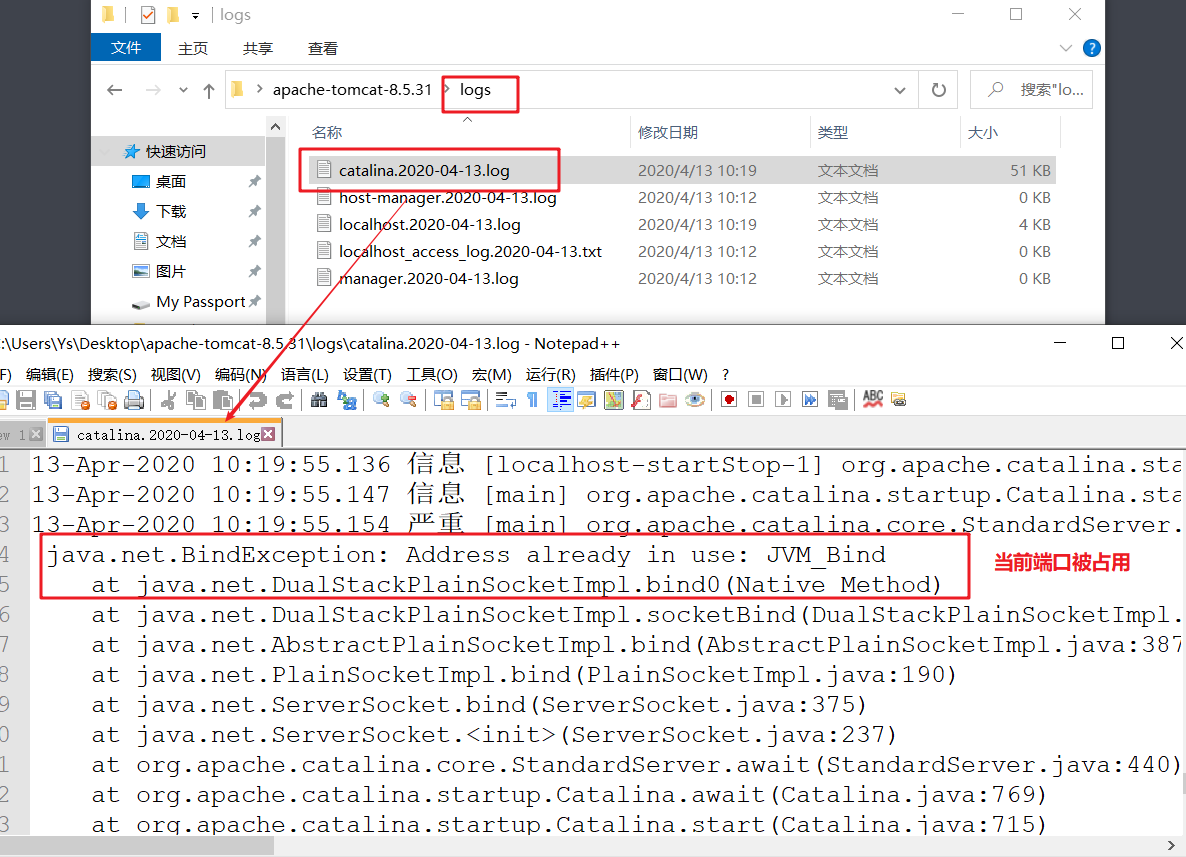 logs
文件 主页 共享 查看
apache-tomcat-8.5.31 logs 搜索"lo...
名称 修改日期 类型 大小
快速访问
桌面
下载
文档
图片
My Passport
catalina.2020-04-13.log 2020/4/13 10:19 文本文档 51 KB
host-manager.2020-04-13.log 2020/4/13 10:12 文本文档 0 KB
localhost.2020-04-13.log 2020/4/13 10:19 文本文档 4 KB
localhost_access_log.2020-04-13.txt 2020/4/13 10:12 文本文档 0 KB
manager.2020-04-13.log 2020/4/13 10:12 文本文档 0 KB
:\Users\Ys\Desktop\apache-tomcat-8.5.31\logs\catalina.2020-04-13.log - Notepad++
F) 编辑(E) 搜索(S) 视图(V) 编码(N) 语言(L) 设置(T) 工具(O) 宏(M) 运行(R) 插件(P) 窗口(W) ?
ABC
ew 1 catalina.2020-04-13.log
1 13-Apr-2020 10:19:55.136 信息 [localhost-startStop-1] org.apache.catalina.sta
2 13-Apr-2020 10:19:55.147 信息 [main] org.apache.catalina.startup.Catalina.sta
3 13-Apr-2020 10:19:55.154 严重 [main] org.apache.catalina.core.StandardServer.
4 java.net.BindException: Address already in use: JVM_Bind
当前端口被占用
5 at java.net.DualStackPlainSocketImpl.bind0(Native Method)
6 at java.net.DualStackPlainSocketImpl.socketBind(DualStackPlainSocketImpl.
7 at java.net.AbstractPlainSocketImpl.bind(AbstractPlainSocketImpl.java:387
8 at java.net.PlainSocketImpl.bind(PlainSocketImpl.java:190)
9 at java.net.ServerSocket.bind(ServerSocket.java:375)
0 at java.net.ServerSocket.<init>(ServerSocket.java:237)
1 at org.apache.catalina.core.StandardServer.await(StandardServer.java:440)
2 at org.apache.catalina.startup.Catalina.await(Catalina.java:769)
3 at org.apache.catalina.startup.Catalina.start(Catalina.java:715)